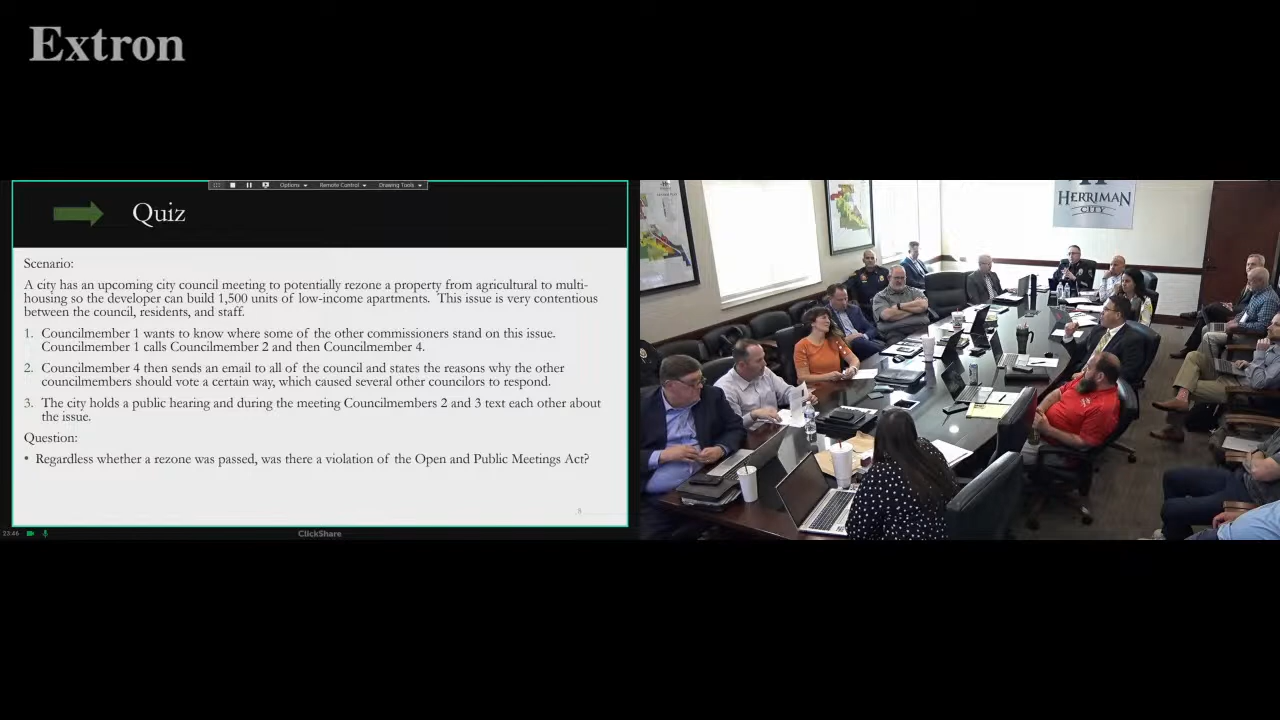 Extron
Options
Remote Control
Drawing Tools
Quiz
Scenario:
A city has an upcoming city council meeting to potentially rezone a property from agricultural to multi-
housing so the developer can build 1,500 units of low-income apartments. This issue is very contentious
between the council, residents, and staff.
1. Councilmember 1 wants to know where some of the other commissioners stand on this issue.
Councilmember 1 calls Councilmember 2 and then Councilmember 4.
2. Councilmember 4 then sends an email to all of the council and states the reasons why the other
councilmembers should vote a certain way, which caused several other councilors to respond.
3. The city holds a public hearing and during the meeting Councilmembers 2 and 3 text each other about
the issue.
Question:
• Regardless whether a rezone was passed, was there a violation of the Open and Public Meetings Act?
23:46
ClickShare
HERRIMAN
CITY